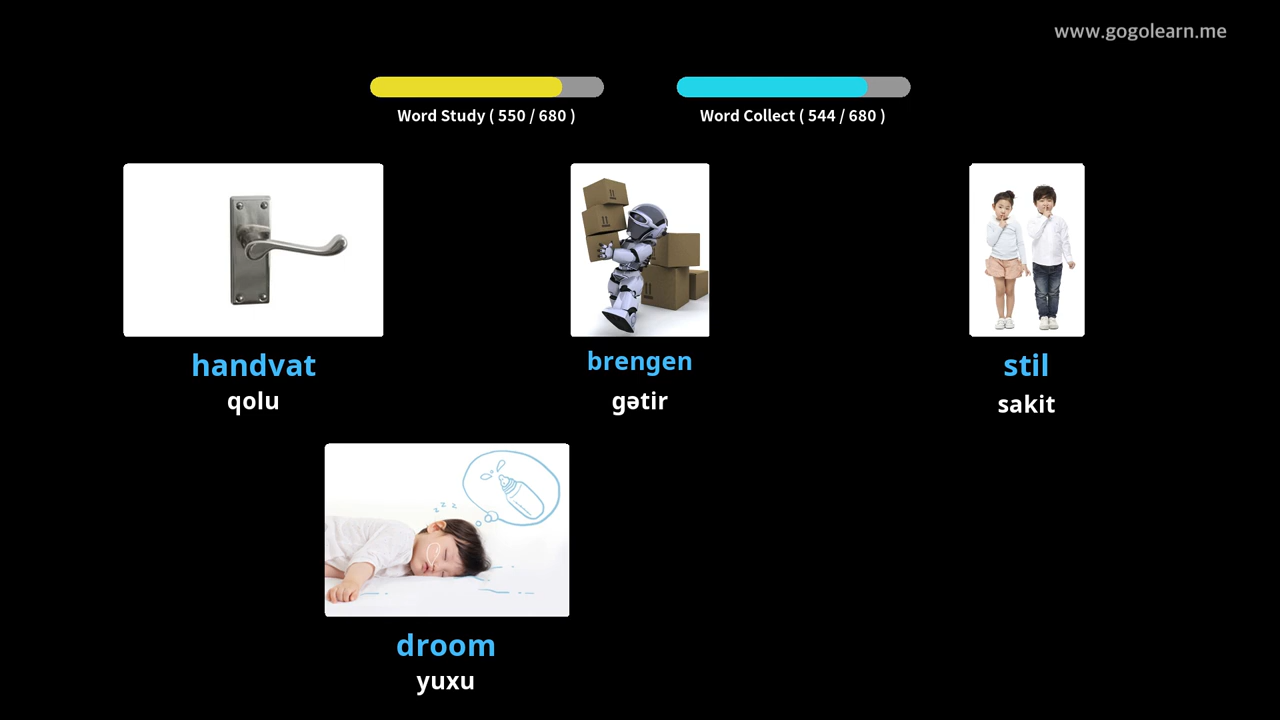 www.gogolearn.me
Word Study ( 550 / 680 )
Word Collect ( 544 / 680 )
handvat
qolu
brengen
gətir
stil
sakit
droom
yuxu